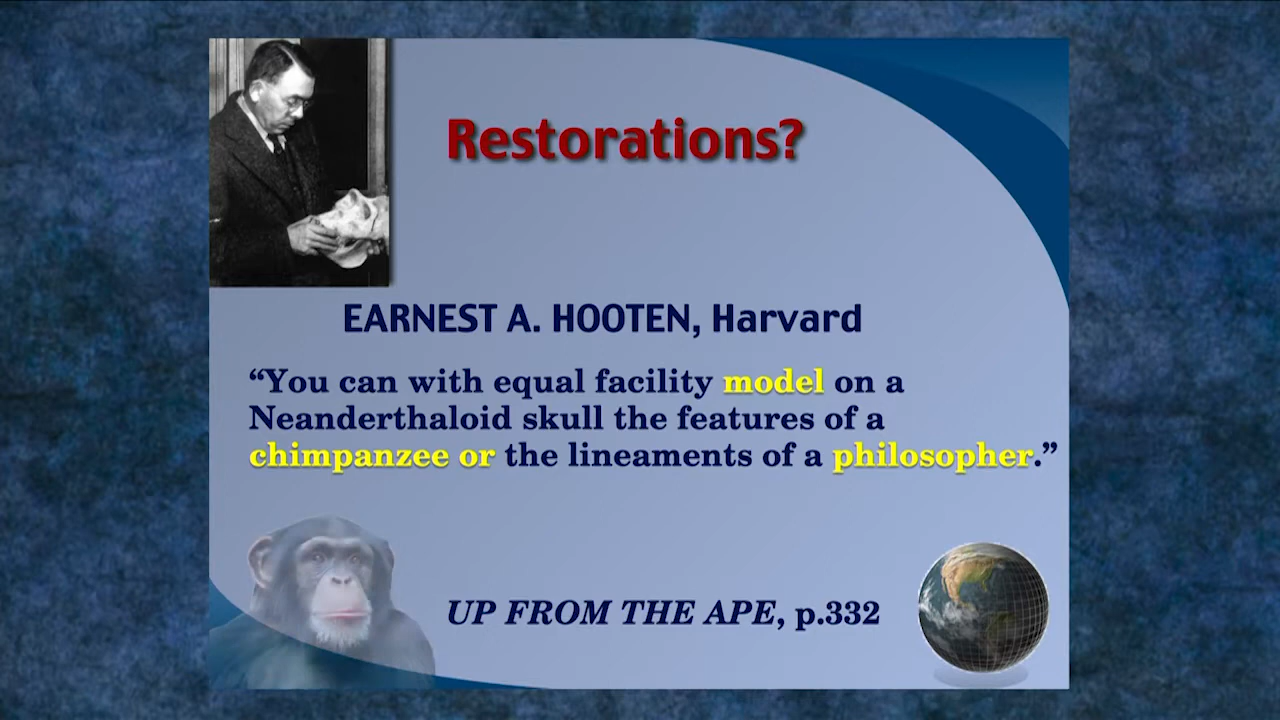 Restorations?
EARNEST A. HOOTEN, Harvard
“You can with equal facility model on a
Neanderthaloid skull the features of a
chimpanzee or the lineaments of a philosopher.”
UP FROM THE APE, p.332